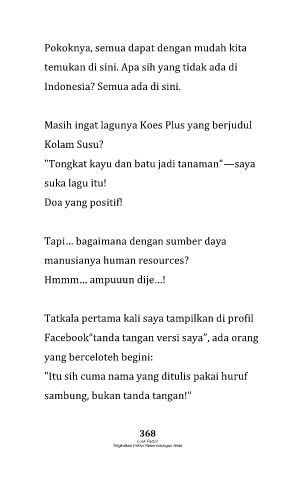 Pokoknya, semua dapat dengan mudah kita
temukan di sini. Apa sih yang tidak ada di
Indonesia? Semua ada di sini.
Masih ingat lagunya Koes Plus yang berjudul
Kolam Susu?
"Tongkat kayu dan batu jadi tanaman"—saya
suka lagu itu!
Doa yang positif!
Tapi… bagaimana dengan sumber daya
manusianya human resources?
Hmmm… ampuuun dije…!
Tatkala pertama kali saya tampilkan di profil
Facebook“tanda tangan versi saya”, ada orang
yang berceloteh begini:
"Itu sih cuma nama yang ditulis pakai huruf
sambung, bukan tanda tangan!"
368
Luck Factor
Tingkatkan Faktor Keberuntungan Anda